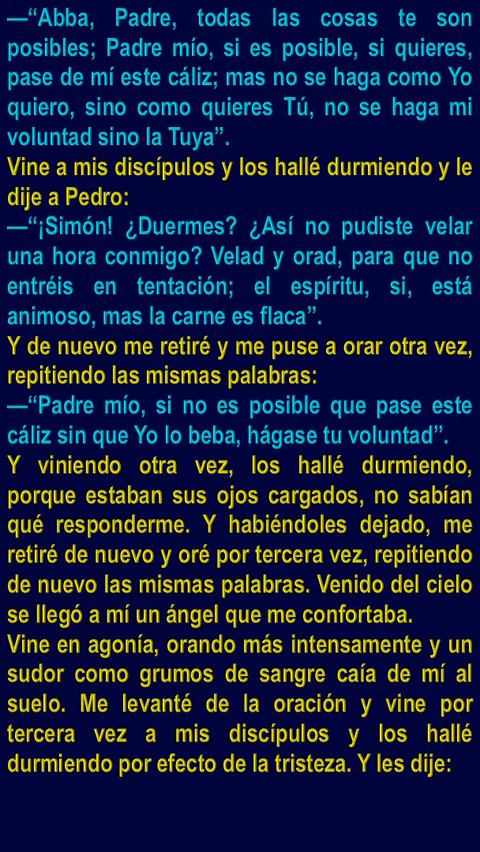 —“Abba, Padre, todas las cosas te son
posibles; Padre mío, si es posible, si quieres,
pase de mí este cáliz; mas no se haga como Yo
quiero, sino como quieres Tú, no se haga mi
voluntad sino la Tuya”.
Vine a mis discípulos y los hallé durmiendo y le
dije a Pedro:
—“¡Simón! ¿Duermes? ¿Así no pudiste velar
una hora conmigo? Velad y orad, para que no
entréis en tentación; el espíritu, si, está
animoso, mas la carne es flaca”.
Y de nuevo me retiré y me puse a orar otra vez,
repitiendo las mismas palabras:
—“Padre mío, si no es posible que pase este
cáliz sin que Yo lo beba, hágase tu voluntad”.
Y viniendo otra vez, los hallé durmiendo,
porque estaban sus ojos cargados, no sabían
qué responderme. Y habiéndoles dejado, me
retiré de nuevo y oré por tercera vez, repitiendo
de nuevo las mismas palabras. Venido del cielo
se llegó a mí un ángel que me confortaba.
Vine en agonía, orando más intensamente y un
sudor como grumos de sangre caía de mí al
suelo. Me levanté de la oración y vine por
tercera vez a mis discípulos y los hallé
durmiendo por efecto de la tristeza. Y les dije: